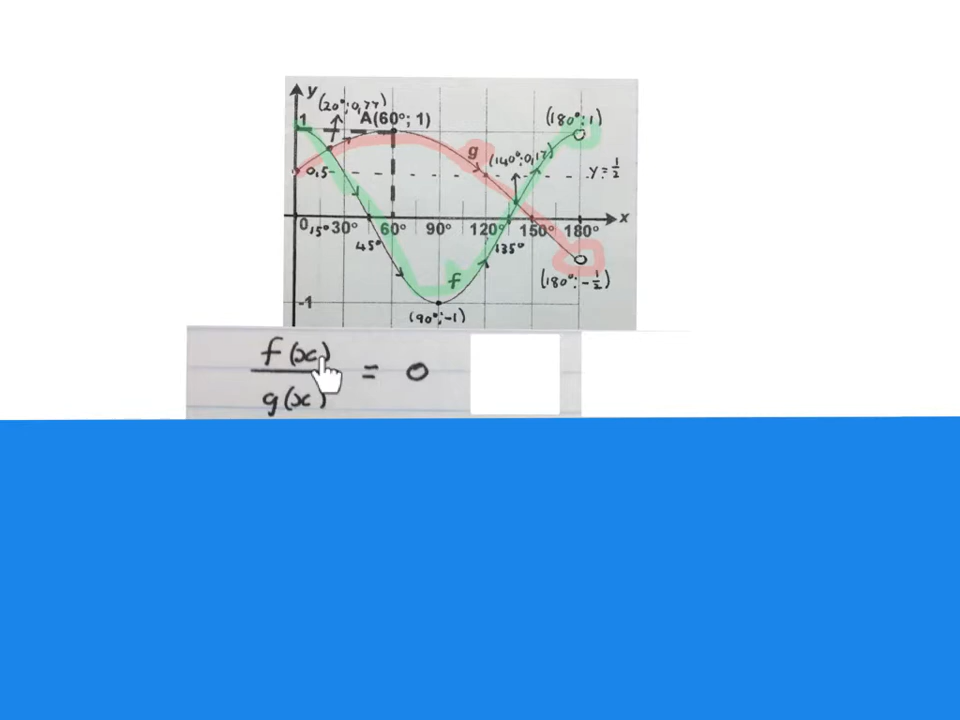 y
(20°;0,77)
1
A(60°; 1)
(180°;1)
g
(140°;0,17)
0,5
y=½
0
15°
30°
60°
90°
120°
150°
180°
x
45°
135°
f
(180°;-½)
-1
(90°;-1)
f(x)
= 0
g(x)